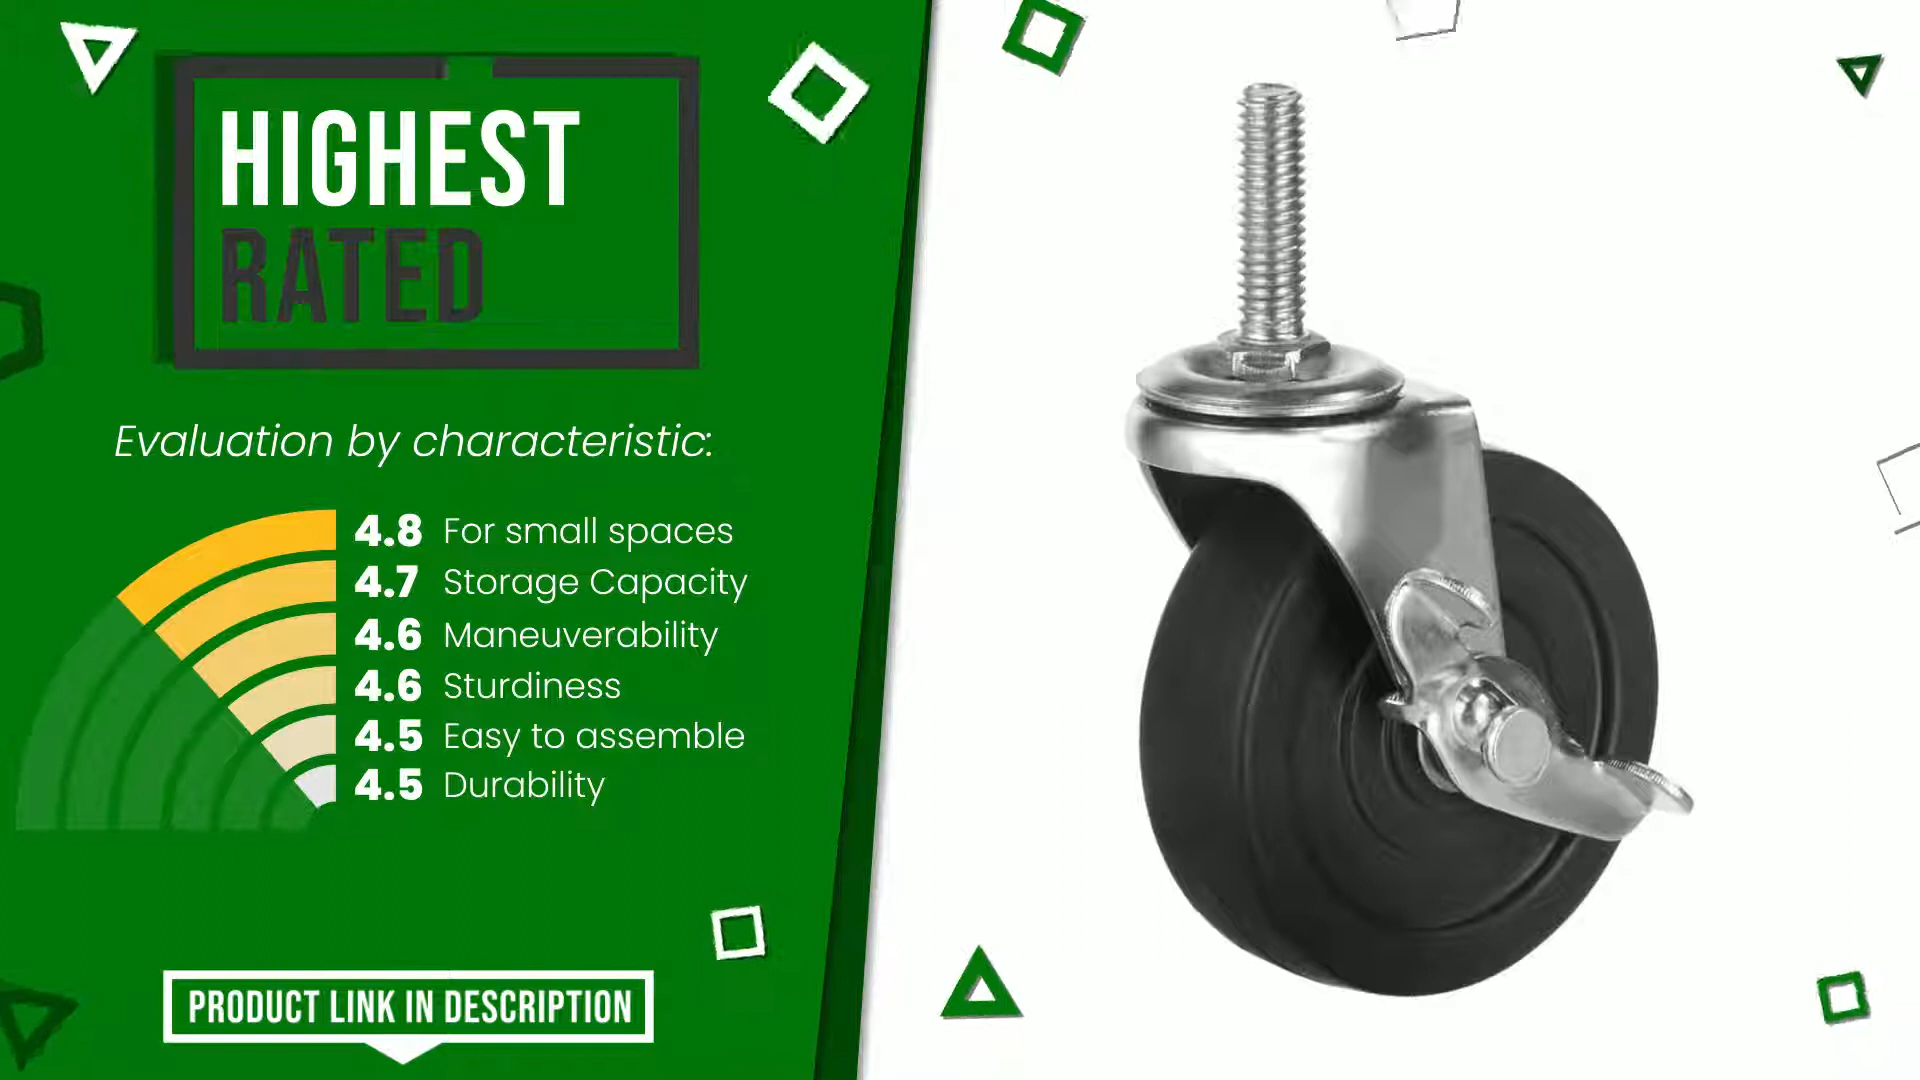 HIGHEST
RATED
Evaluation by characteristic:
4.8 For small spaces
4.7 Storage Capacity
4.6 Maneuverability
4.6 Sturdiness
4.5 Easy to assemble
4.5 Durability
PRODUCT LINK IN DESCRIPTION